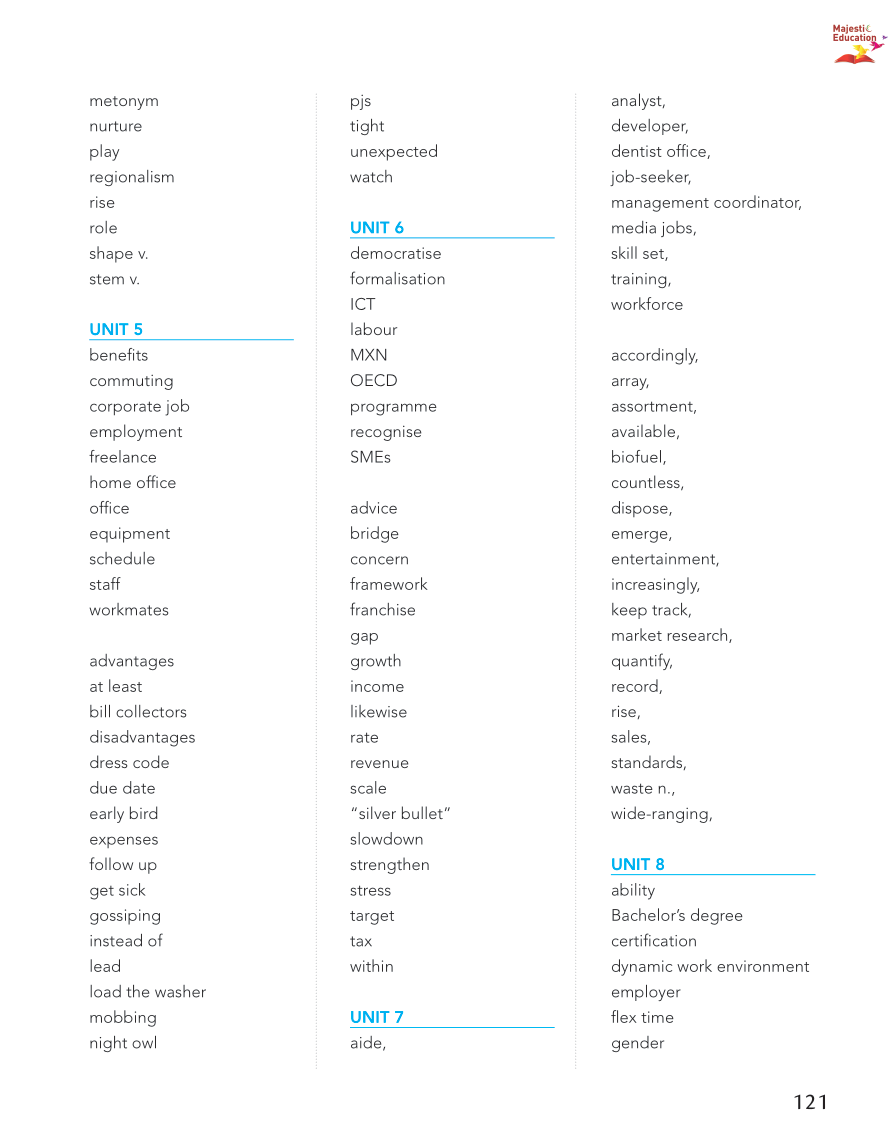 Majestic
Education
metonym
nurture
play
regionalism
rise
role
shape v.
stem v.
UNIT 5
benefits
commuting
corporate job
employment
freelance
home office
office
equipment
schedule
staff
workmates
advantages
at least
bill collectors
disadvantages
dress code
due date
early bird
expenses
follow up
get sick
gossiping
instead of
lead
load the washer
mobbing
night owl
pjs
tight
unexpected
watch
UNIT 6
democratise
formalisation
ICT
labour
MXN
OECD
programme
recognise
SMEs
advice
bridge
concern
framework
franchise
gap
growth
income
likewise
rate
revenue
scale
“silver bullet”
slowdown
strengthen
stress
target
tax
within
UNIT 7
aide,
analyst,
developer,
dentist office,
job-seeker,
management coordinator,
media jobs,
skill set,
training,
workforce
accordingly,
array,
assortment,
available,
biofuel,
countless,
dispose,
emerge,
entertainment,
increasingly,
keep track,
market research,
quantify,
record,
rise,
sales,
standards,
waste n.,
wide-ranging,
UNIT 8
ability
Bachelor’s degree
certification
dynamic work environment
employer
flex time
gender
121